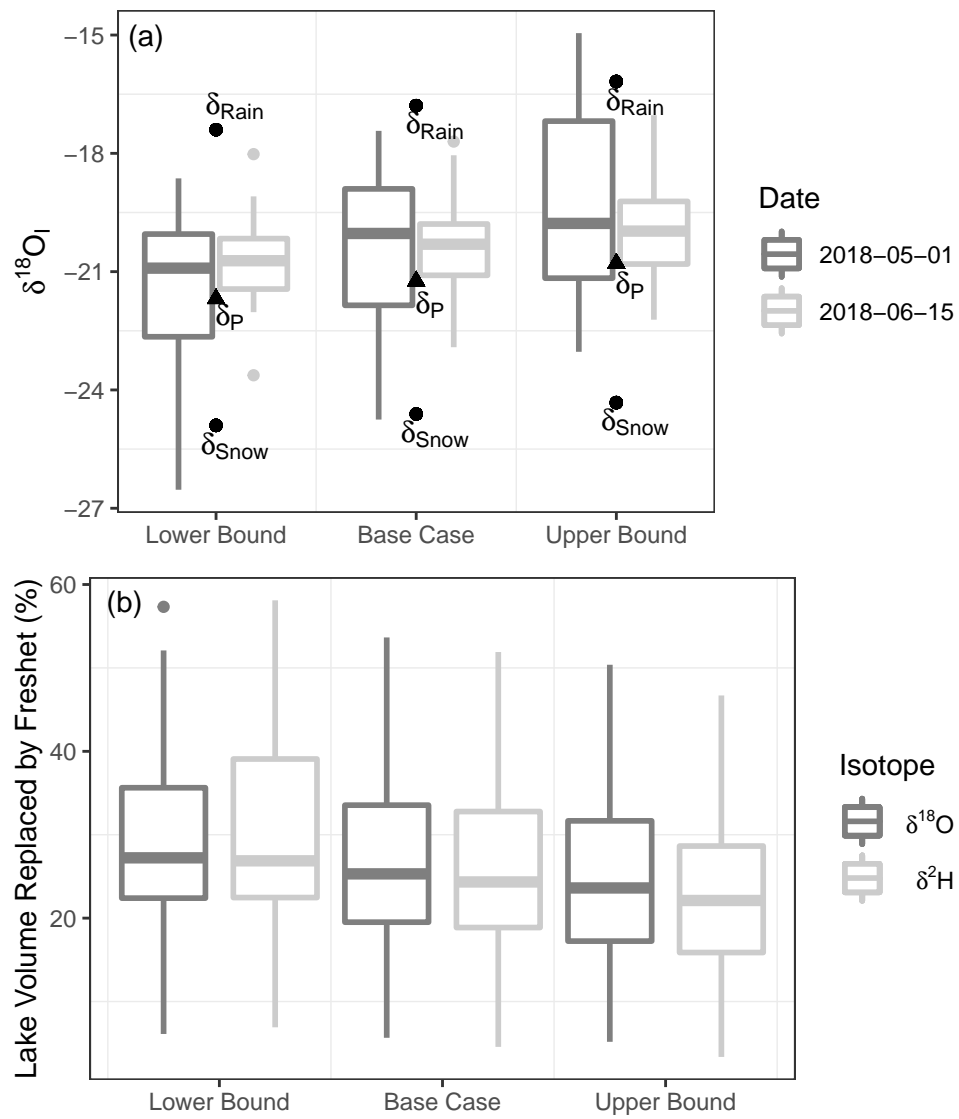 (a)
δ¹⁸Oₗ
−15
−18
−21
−24
−27
δRain
δP
δSnow
δRain
δP
δSnow
δRain
δP
δSnow
Lower Bound
Base Case
Upper Bound
Date
2018−05−01
2018−06−15
(b)
Lake Volume Replaced by Freshet (%)
60
40
20
Lower Bound
Base Case
Upper Bound
Isotope
δ¹⁸O
δ²H